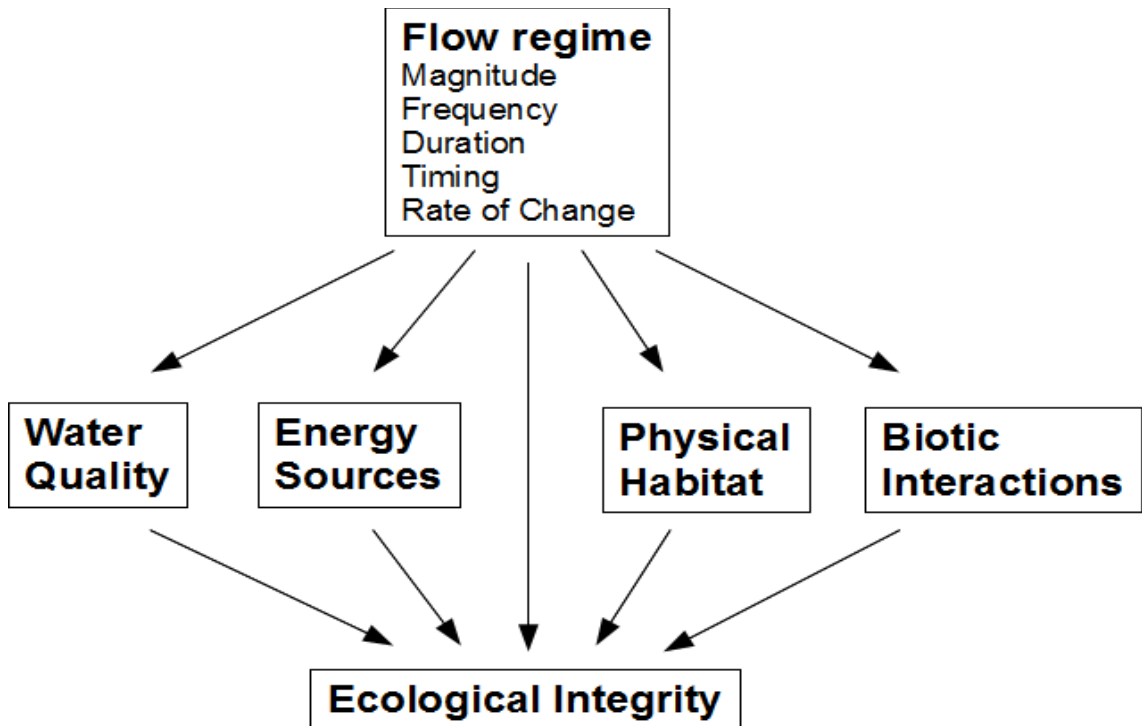 Flow regime
Magnitude
Frequency
Duration
Timing
Rate of Change
Water
Quality
Energy
Sources
Physical
Habitat
Biotic
Interactions
Ecological Integrity